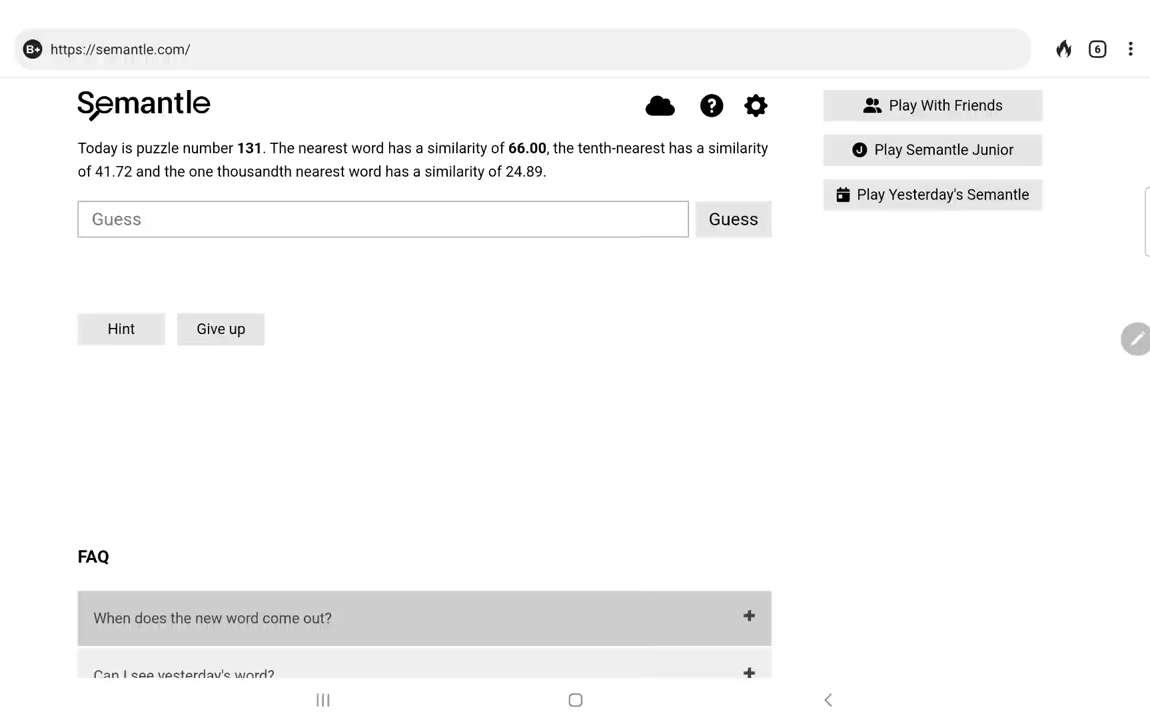 B+ https://semantle.com/ 6
Semantle
Today is puzzle number 131. The nearest word has a similarity of 66.00, the tenth-nearest has a similarity
of 41.72 and the one thousandth nearest word has a similarity of 24.89.
Guess Guess
Play With Friends
J Play Semantle Junior
Play Yesterday's Semantle
Hint Give up
FAQ
When does the new word come out? +
Can I see yesterday's word? +